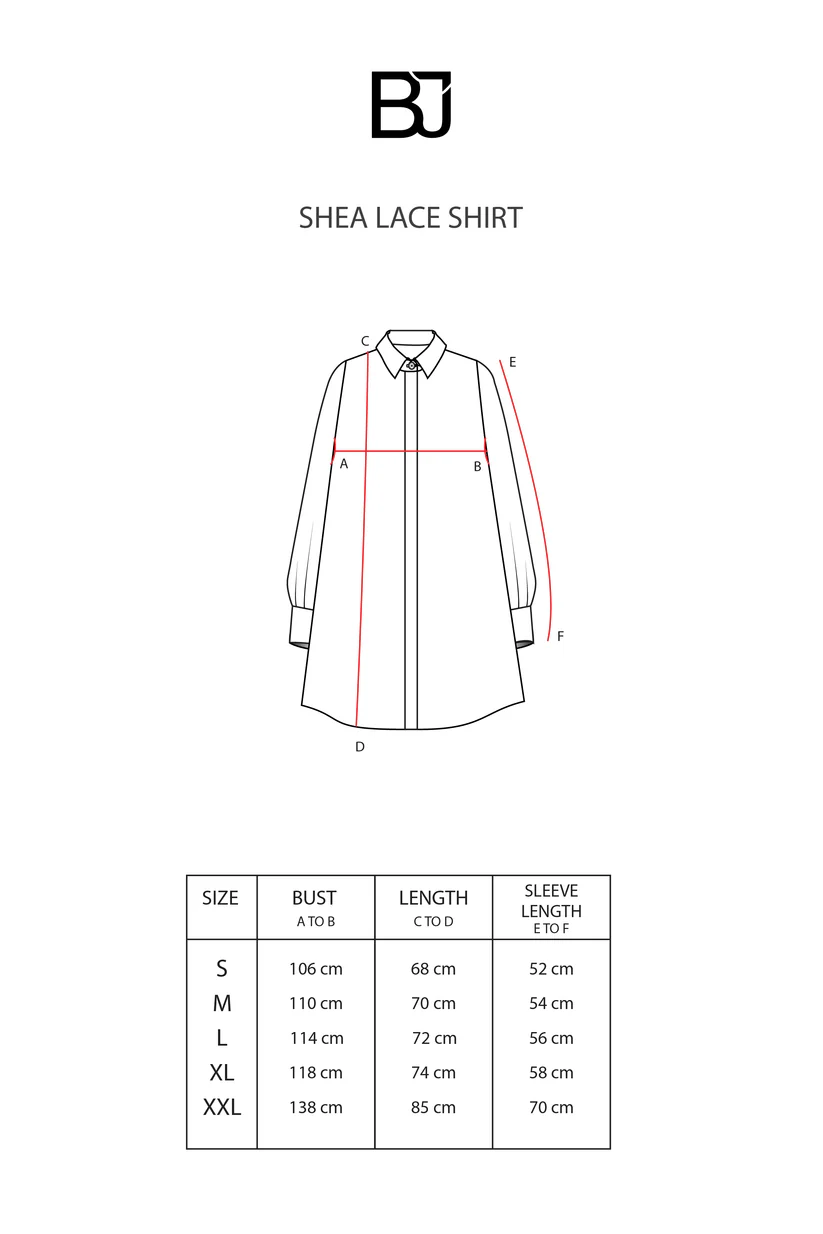 BJ
SHEA LACE SHIRT
C
E
A
B
F
D
SIZE BUST LENGTH SLEEVE LENGTH
A TO B C TO D E TO F
S 106 cm 68 cm 52 cm
M 110 cm 70 cm 54 cm
L 114 cm 72 cm 56 cm
XL 118 cm 74 cm 58 cm
XXL 138 cm 85 cm 70 cm